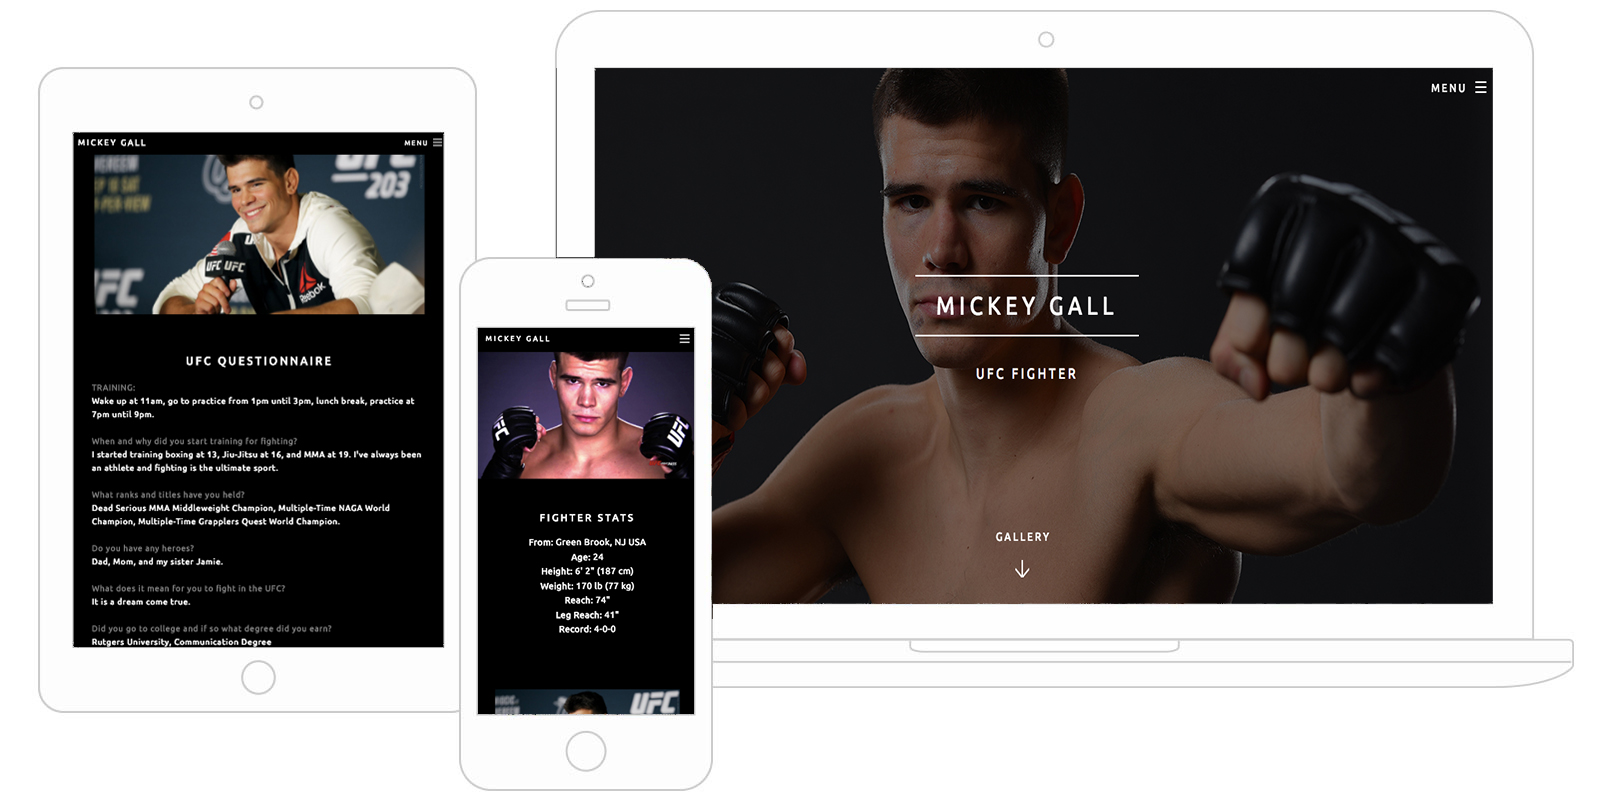 MICKEY GALL
MENU
UFC
203
UFC UFC
Reebok
UFC QUESTIONNAIRE
TRAINING:
Wake up at 11am, go to practice from 1pm until 3pm, lunch break, practice at
7pm until 9pm.
When and why did you start training for fighting?
I started training boxing at 13, Jiu-Jitsu at 16, and MMA at 19. I've always been
an athlete and fighting is the ultimate sport.
What ranks and titles have you held?
Dead Serious MMA Middleweight Champion, Multiple-Time NAGA World
Champion, Multiple-Time Grapplers Quest World Champion.
Do you have any heroes?
Dad, Mom, and my sister Jamie.
What does it mean for you to fight in the UFC?
It is a dream come true.
Did you go to college and if so what degree did you earn?
Rutgers University, Communication Degree
MICKEY GALL
UFC
UFC
FIGHTER STATS
From: Green Brook, NJ USA
Age: 24
Height: 6' 2" (187 cm)
Weight: 170 lb (77 kg)
Reach: 74"
Leg Reach: 41"
Record: 4-0-0
UFC
MENU
MICKEY GALL
UFC FIGHTER
GALLERY